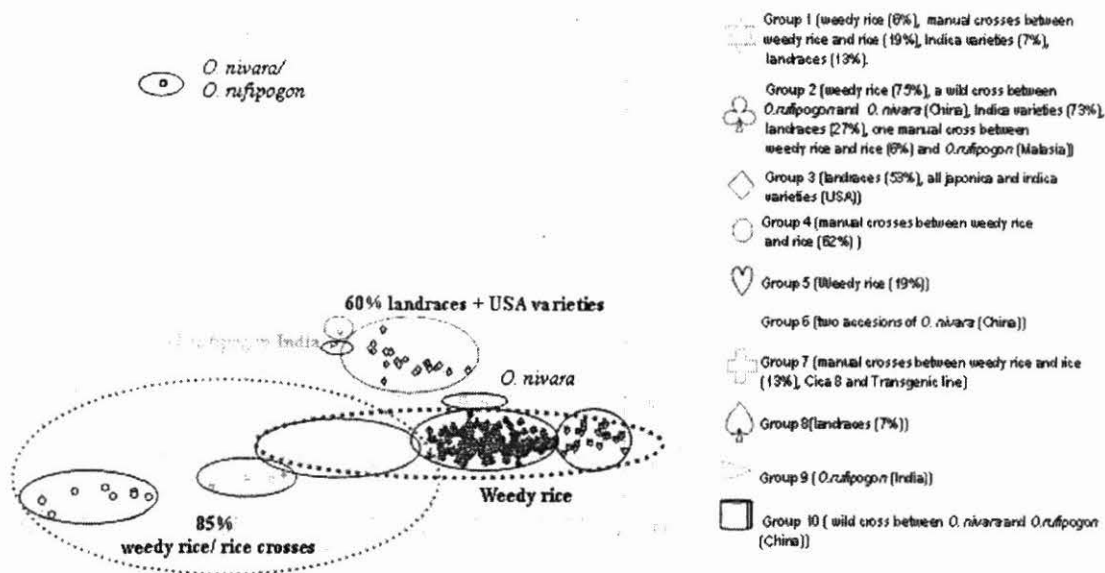 O. nivara/
O. rufipogon
60% landraces + USA varieties
India
O. nivara
Weedy rice
85%
weedy rice/ rice crosses
Group 1 (weedy rice (6%), manual crosses between
weedy rice and rice (19%), Indica varieties (7%),
landraces (13%).
Group 2 (weedy rice (75%), a wild cross between
O.rufipogon and O. nivara (China), Indica varieties (73%),
landraces (27%), one manual cross between
weedy rice and rice (6%) and O.rufipogon (Malasia))
Group 3 (landraces (53%), all japonica and indica
varieties (USA))
Group 4 (manual crosses between weedy rice
and rice (62%) )
Group 5 (Weedy rice (19%))
Group 6 (two accesions of O. nivara (China))
Group 7 (manual crosses between weedy rice and rice
(13%), Cica 8 and Transgenic line)
Group 8(landraces (7%))
Group 9 ( O.rufipogon (India))
Group 10 ( wild cross between O. nivara and O.rufipogon
(China))